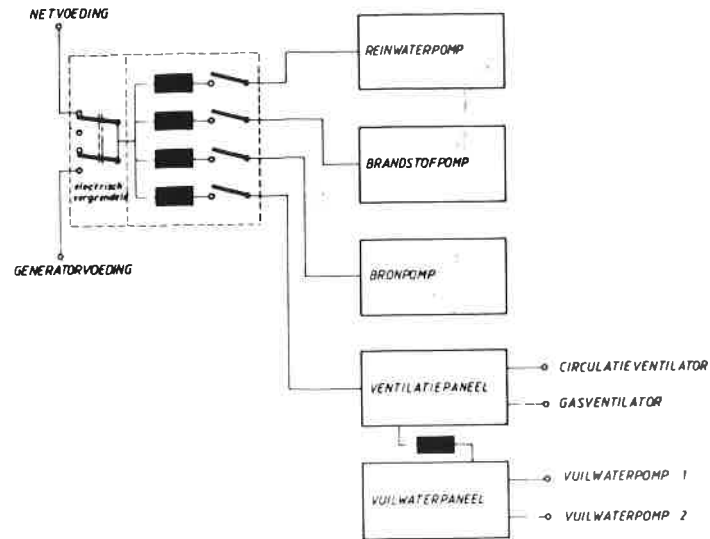 NETVOEDING
REINWATERPOMP
BRANDSTOFPOMP
electrisch
vergrendeld
GENERATORVOEDING
BRONPOMP
VENTILATIEPANEEL
CIRCULATIEVENTILATOR
GASVENTILATOR
VUILWATERPANEEL
VUILWATERPOMP 1
VUILWATERPOMP 2